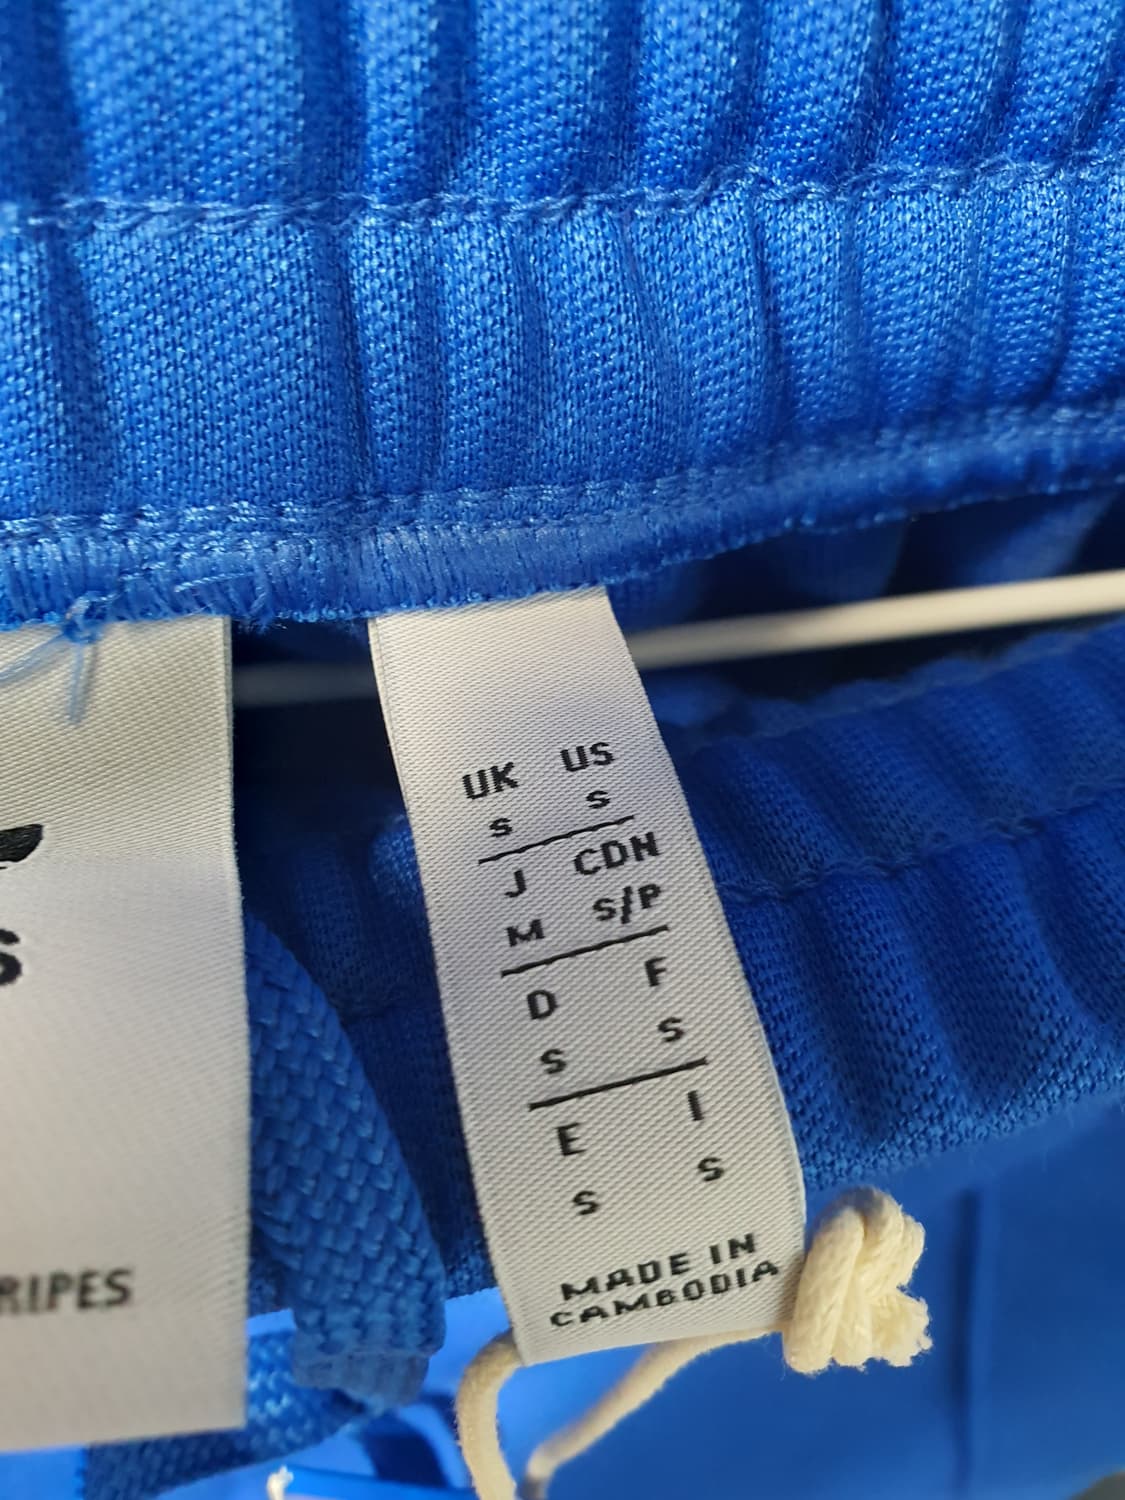 S
RIPES
UK US
S S
J CDN
M S/P
D F
S S
E I
S S
MADE IN
CAMBODIA